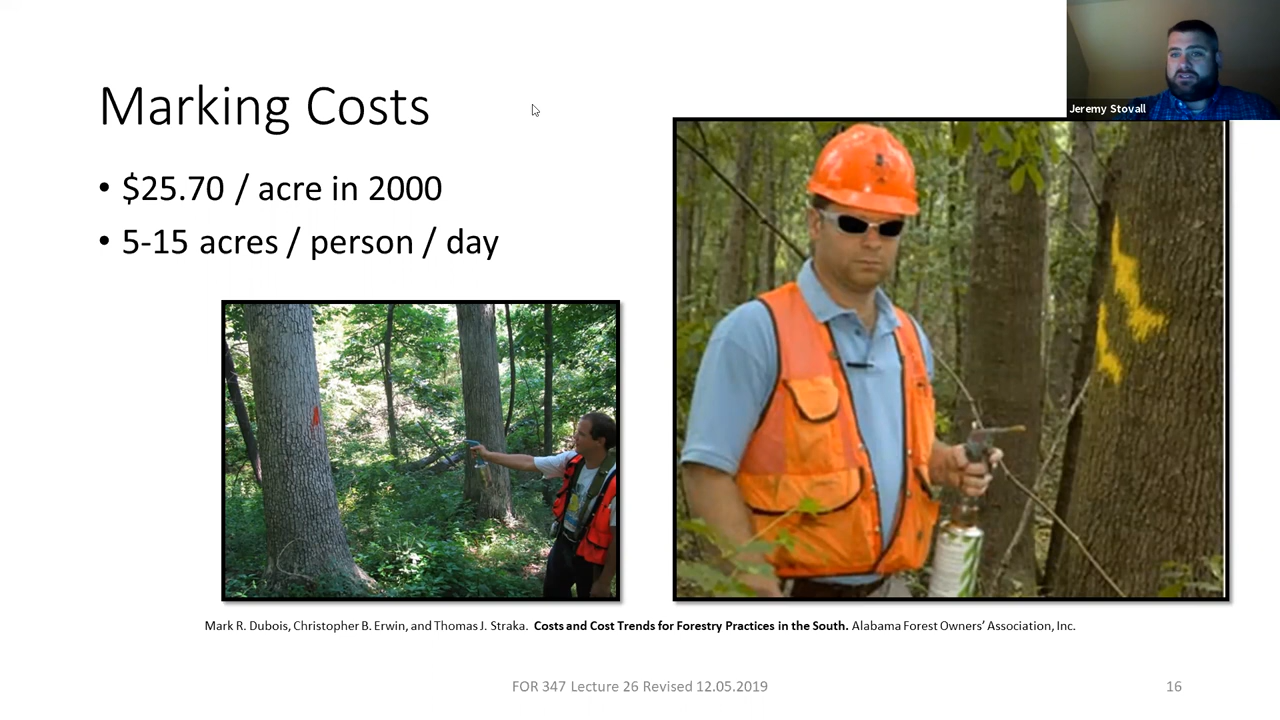 Jeremy Stovall
Marking Costs
• $25.70 / acre in 2000
• 5-15 acres / person / day
Mark R. Dubois, Christopher B. Erwin, and Thomas J. Straka. Costs and Cost Trends for Forestry Practices in the South. Alabama Forest Owners' Association, Inc.
FOR 347 Lecture 26 Revised 12.05.2019
16